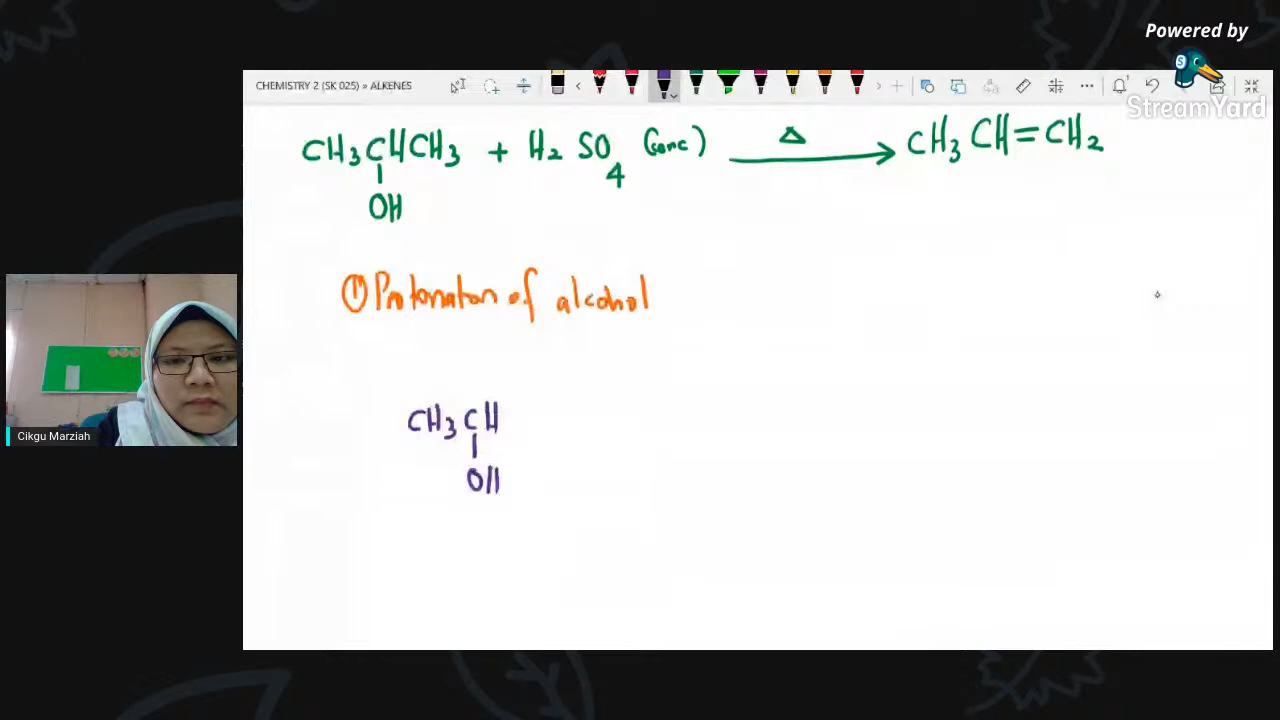 Powered by
StreamYard
CHEMISTRY 2 (SK 025) » ALKENES
CH3CHCH3 + H2SO4 (conc) Δ → CH3CH=CH2
OH
① Protonaton of alcohol
CH3CH
OH
Cikgu Marziah